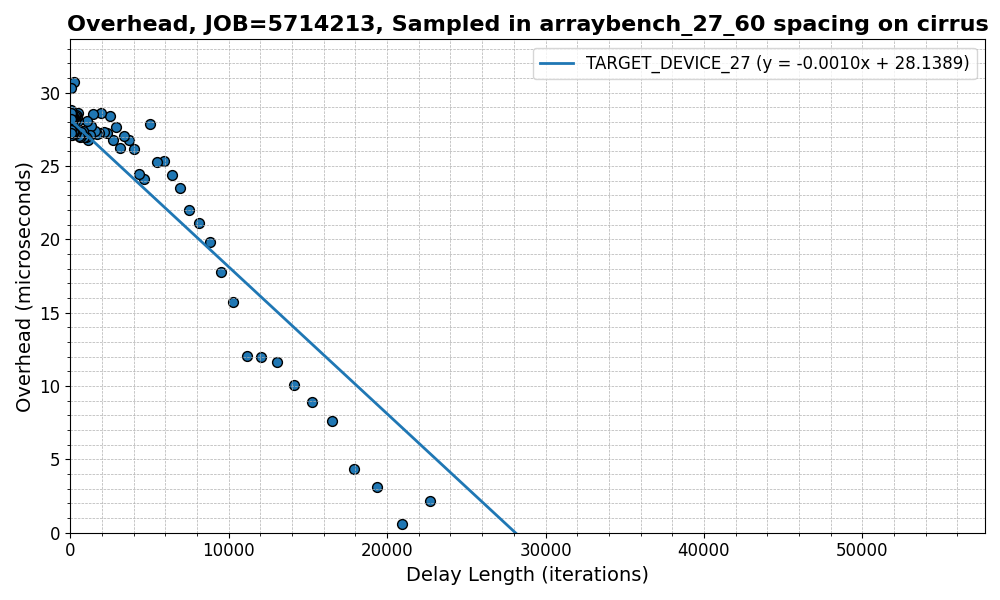 Overhead, JOB=5714213, Sampled in arraybench_27_60 spacing on cirrus
TARGET_DEVICE_27 (y = -0.0010x + 28.1389)
Overhead (microseconds)
30
25
20
15
10
5
0
0 10000 20000 30000 40000 50000
Delay Length (iterations)